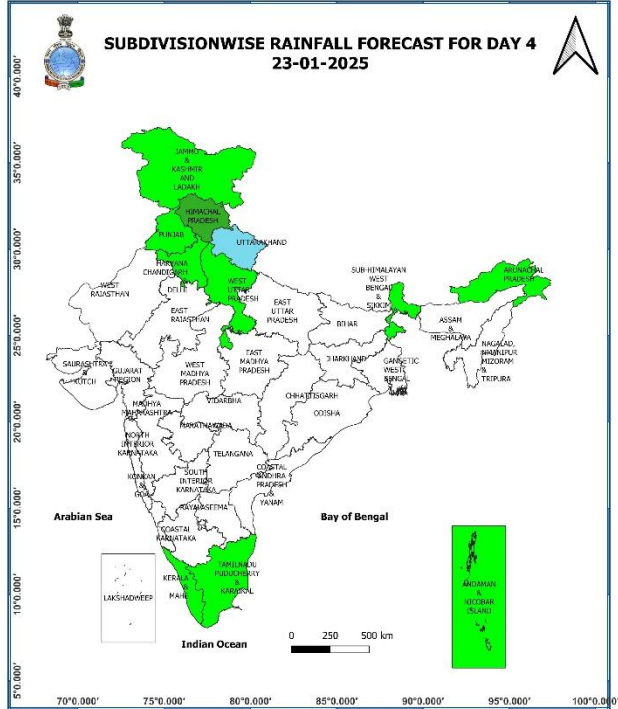 SUBDIVISIONWISE RAINFALL FORECAST FOR DAY 4
23-01-2025
40°0.000'
35°0.000'
30°0.000'
25°0.000'
20°0.000'
15°0.000'
10°0.000'
5°0.000'
JAMMU
&
KASHMIR
AND
LADAKH
HIMACHAL
PRADESH
PUNJAB
UTTARAKHAND
HARYANA
CHANDIGARH
&
DELHI
WEST
UTTAR
PRADESH
WEST
RAJASTHAN
EAST
RAJASTHAN
EAST
UTTAR
PRADESH
SUB-HIMALAYAN
WEST
BENGAL
&
SIKKIM
ARUNACHAL
PRADESH
BIHAR
ASSAM
&
MEGHALAYA
NAGALAD,
MANIPUR
MIZORAM
&
TRIPURA
SAURASHTRA
&
KUTCH
GUJARAT
REGION
WEST
MADHYA
PRADESH
EAST
MADHYA
PRADESH
JHARKHAND
GANGETIC
WEST
BENGAL
CHHATTISGARH
ODISHA
MADHYA
MAHARASHTRA
VIDARBHA
MARATHAWADA
NORTH
INTERIOR
KARNATAKA
TELANGANA
KONKAN
&
GOA
SOUTH
INTERIOR
KARNATAKA
COASTAL
ANDHRA
PRADESH
&
YANAM
RAYALASEEMA
COASTAL
KARNATAKA
Arabian Sea
Bay of Bengal
LAKSHADWEEP
KERALA
&
MAHE
TAMILNADU
PUDUCHERRY
&
KARAIKAL
ANDAMAN
&
NICOBAR
ISLAND
Indian Ocean
0 250 500 km
70°0.000' 75°0.000' 80°0.000' 85°0.000' 90°0.000' 95°0.000' 100°0.000'